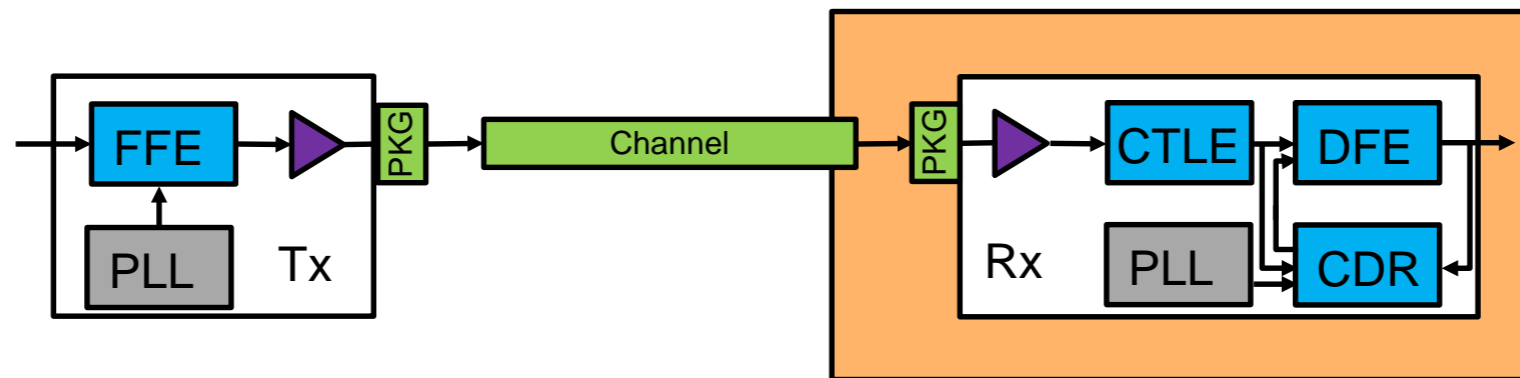 FFE
PLL
Tx
PKG
Channel
PKG
CTLE
DFE
Rx
PLL
CDR